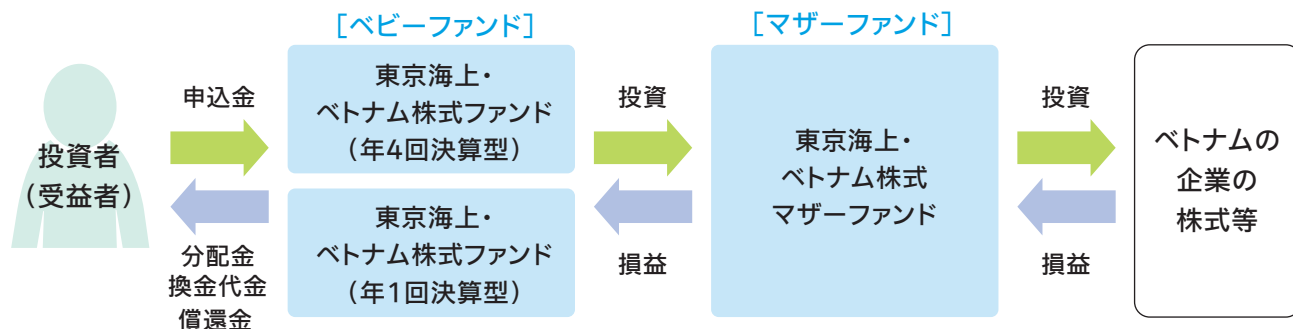 [ベビーファンド]
[マザーファンド]
投資者
(受益者)
申込金
分配金
換金代金
償還金
東京海上・
ベトナム株式ファンド
(年4回決算型)
東京海上・
ベトナム株式ファンド
(年1回決算型)
投資
損益
東京海上・
ベトナム株式
マザーファンド
投資
損益
ベトナムの
企業の
株式等